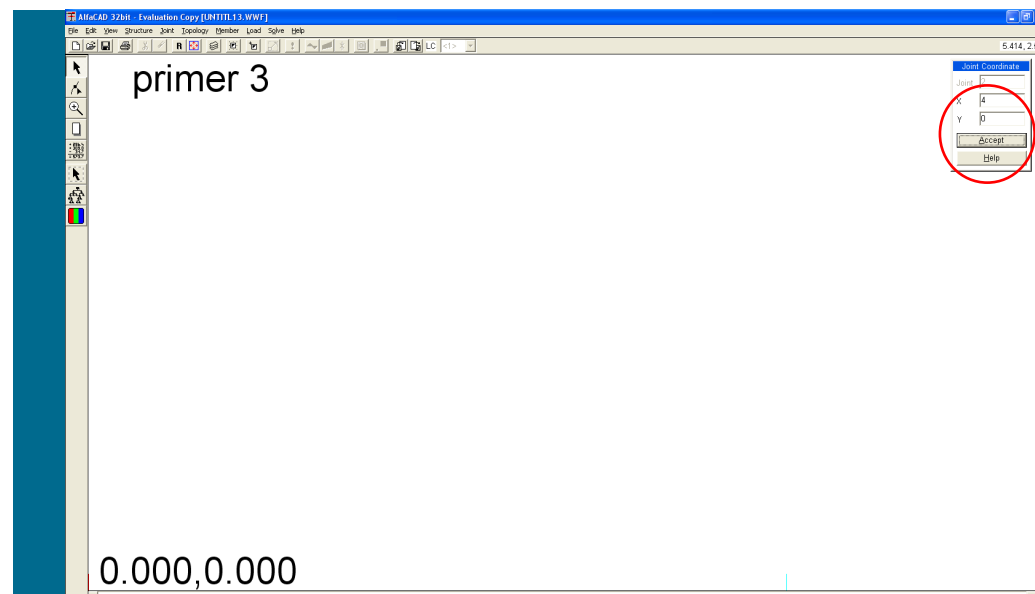 AlfaCAD 32bit - Evaluation Copy [UNTITL13.WWF]
File Edit View Structure Joint Topology Member Load Solve Help
R LC <1> 5.414, 2.
primer 3
Joint Coordinate
Joint 2
X 4
Y 0
Accept
Help
0.000,0.000